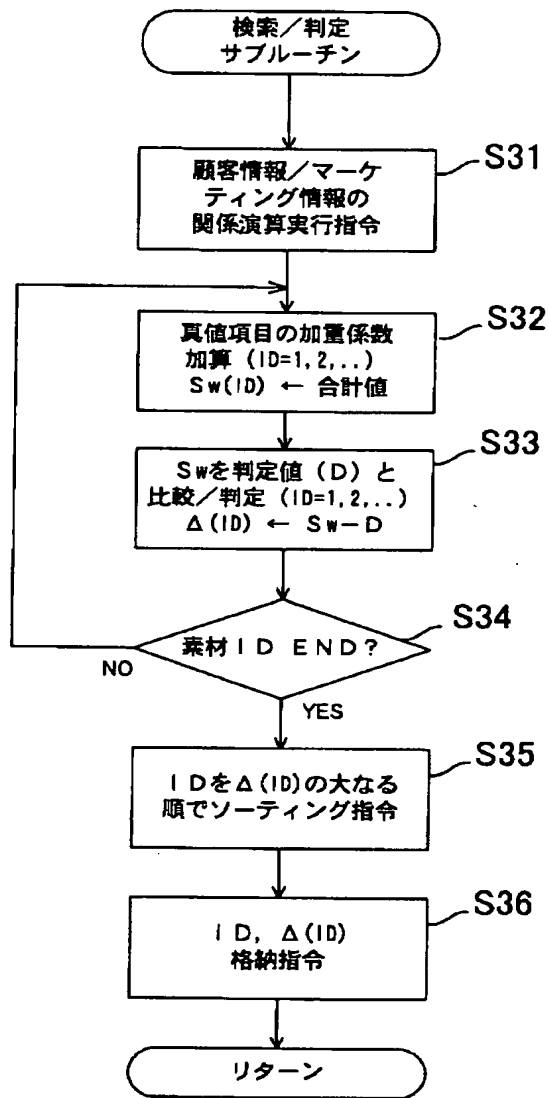 検索／判定
サブルーチン
S31
顧客情報／マーケ
ティング情報の
関係演算実行指令
S32
真値項目の加重係数
加算 (ID=1,2,..)
Sw(ID) ← 合計値
S33
Swを判定値 (D) と
比較／判定 (ID=1,2,..)
Δ(ID) ← Sw－D
S34
素材ID END?
NO
YES
S35
IDをΔ(ID)の大なる
順でソーティング指令
S36
ID, Δ(ID)
格納指令
リターン